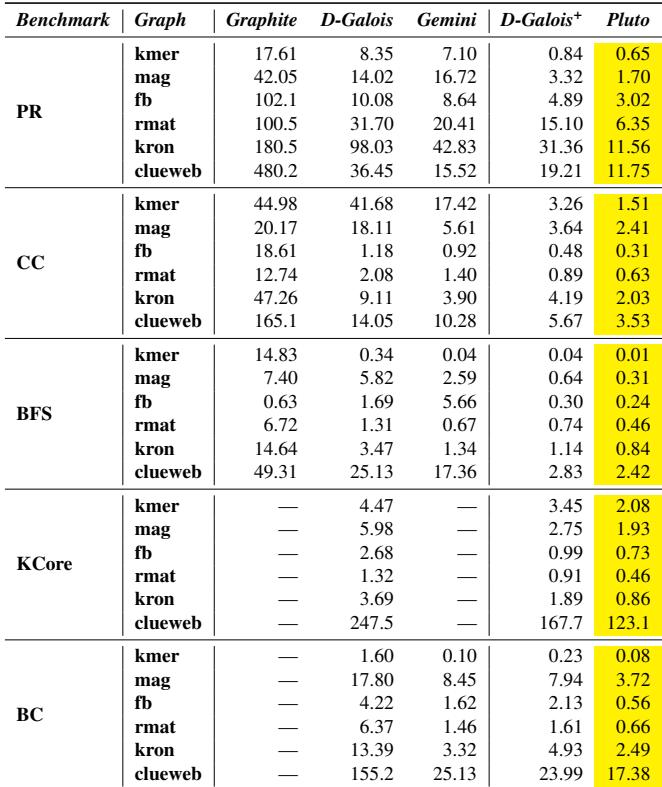 Benchmark Graph Graphite D-Galois Gemini D-Galois+ Pluto
PR
kmer 17.61 8.35 7.10 0.84 0.65
mag 42.05 14.02 16.72 3.32 1.70
fb 102.1 10.08 8.64 4.89 3.02
rmat 100.5 31.70 20.41 15.10 6.35
kron 180.5 98.03 42.83 31.36 11.56
clueweb 480.2 36.45 15.52 19.21 11.75
CC
kmer 44.98 41.68 17.42 3.26 1.51
mag 20.17 18.11 5.61 3.64 2.41
fb 18.61 1.18 0.92 0.48 0.31
rmat 12.74 2.08 1.40 0.89 0.63
kron 47.26 9.11 3.90 4.19 2.03
clueweb 165.1 14.05 10.28 5.67 3.53
BFS
kmer 14.83 0.34 0.04 0.04 0.01
mag 7.40 5.82 2.59 0.64 0.31
fb 0.63 1.69 5.66 0.30 0.24
rmat 6.72 1.31 0.67 0.74 0.46
kron 14.64 3.47 1.34 1.14 0.84
clueweb 49.31 25.13 17.36 2.83 2.42
KCore
kmer — 4.47 — 3.45 2.08
mag — 5.98 — 2.75 1.93
fb — 2.68 — 0.99 0.73
rmat — 1.32 — 0.91 0.46
kron — 3.69 — 1.89 0.86
clueweb — 247.5 — 167.7 123.1
BC
kmer — 1.60 0.10 0.23 0.08
mag — 17.80 8.45 7.94 3.72
fb — 4.22 1.62 2.13 0.56
rmat — 6.37 1.46 1.61 0.66
kron — 13.39 3.32 4.93 2.49
clueweb — 155.2 25.13 23.99 17.38